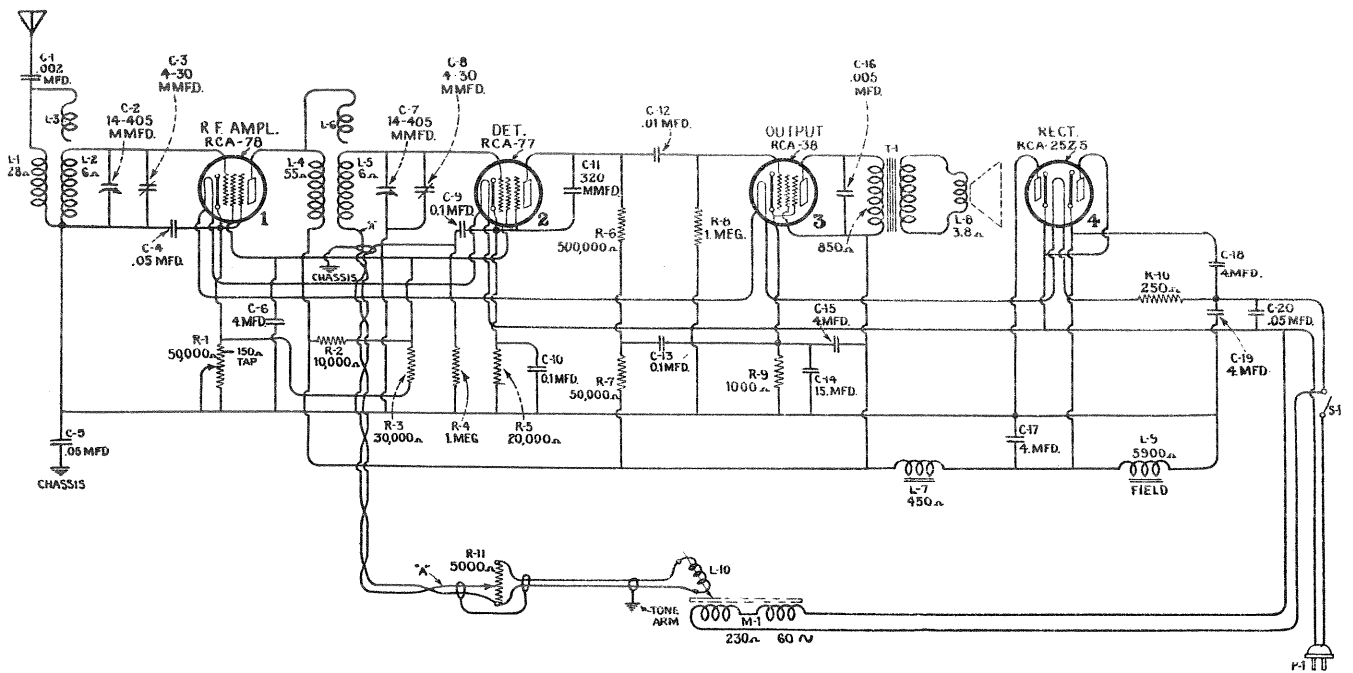 C-1
.002
MFD.
C-3
4-30
MMFD.
C-2
14-405
MMFD.
L-3
L-1
28Ω
L-2
6Ω
R.F. AMPL.
RCA-78
1
C-4
.05 MFD.
L-6
L-4
55Ω
L-5
6Ω
C-7
14-405
MMFD.
C-8
4-30
MMFD.
C-9
0.1 MFD.
"A"
CHASSIS
DET.
RCA-77
2
C-11
320
MMFD.
C-12
.01 MFD.
R-6
500,000Ω
R-8
1. MEG.
OUTPUT
RCA-38
3
C-16
.005
MFD.
T-1
850Ω
L-8
3.8Ω
RECT.
RCA-25Z5
4
C-18
4 MFD.
R-10
250Ω
C-20
.05 MFD.
C-19
4 MFD.
C-6
4 MFD
R-1
50,000Ω
150Ω
TAP
R-2
10,000Ω
R-3
30,000Ω
R-4
1. MEG
R-5
20,000Ω
C-10
0.1 MFD.
C-13
0.1 MFD.
R-7
50,000Ω
R-9
1000Ω
C-15
4 MFD.
C-14
15. MFD.
C-5
.05 MFD
CHASSIS
C-17
4. MFD.
L-7
450Ω
L-9
5900Ω
FIELD
S-1
"A"
R-11
5000Ω
TONE
ARM
L-10
M-1
230Ω 60 ~
P-1